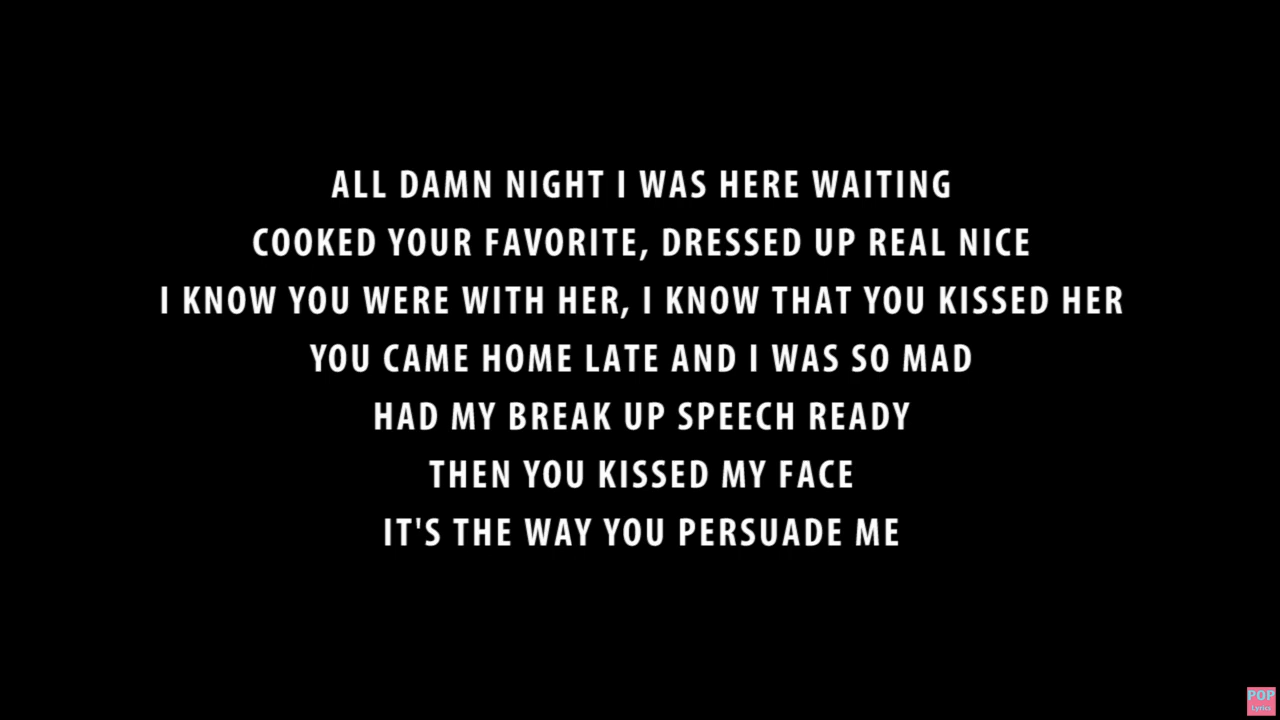 ALL DAMN NIGHT I WAS HERE WAITING
COOKED YOUR FAVORITE, DRESSED UP REAL NICE
I KNOW YOU WERE WITH HER, I KNOW THAT YOU KISSED HER
YOU CAME HOME LATE AND I WAS SO MAD
HAD MY BREAK UP SPEECH READY
THEN YOU KISSED MY FACE
IT'S THE WAY YOU PERSUADE ME
POP
Lyrics